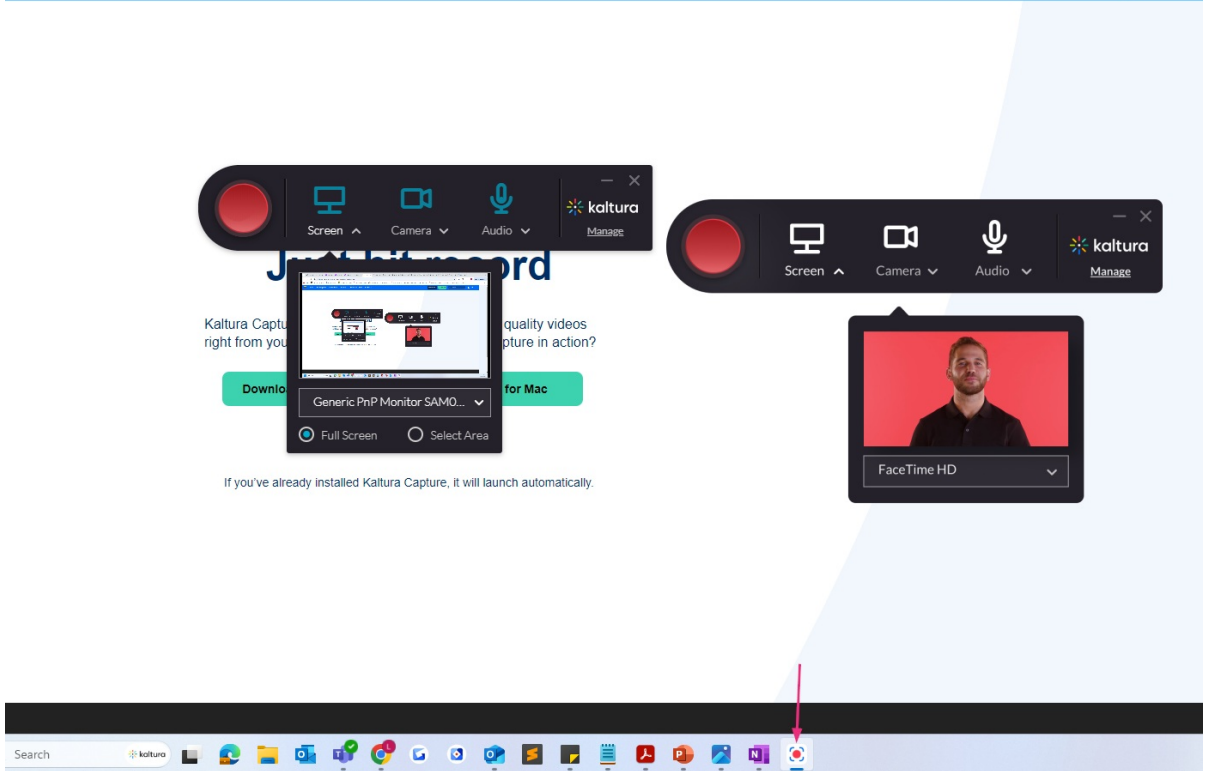 kaltura
Screen Camera Audio Manage
kaltura
Screen Camera Audio Manage
Kaltura Captu quality videos
right from you pture in action?
Downlo for Mac
Generic PnP Monitor SAM0...
Full Screen Select Area
FaceTime HD
If you've already installed Kaltura Capture, it will launch automatically.
Search kaltura